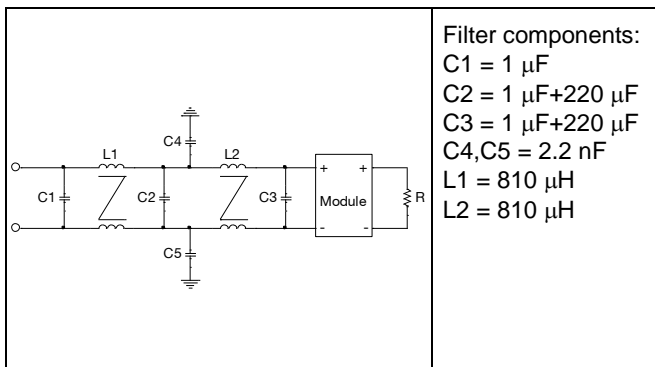 C4
L1
L2
C1
C2
C3
+ +
Module
- -
R
C5
Filter components:
C1 = 1 μF
C2 = 1 μF+220 μF
C3 = 1 μF+220 μF
C4,C5 = 2.2 nF
L1 = 810 μH
L2 = 810 μH